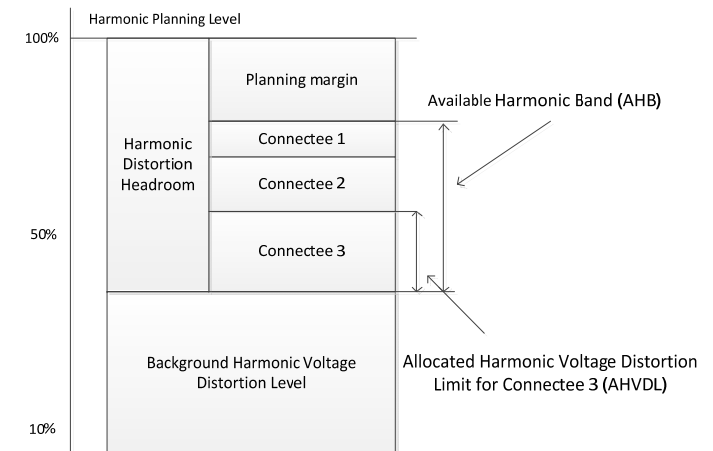 Harmonic Planning Level
100%
Planning margin
Available Harmonic Band (AHB)
Connectee 1
Harmonic
Distortion
Headroom
Connectee 2
50%
Connectee 3
Background Harmonic Voltage
Distortion Level
Allocated Harmonic Voltage Distortion
Limit for Connectee 3 (AHVDL)
10%